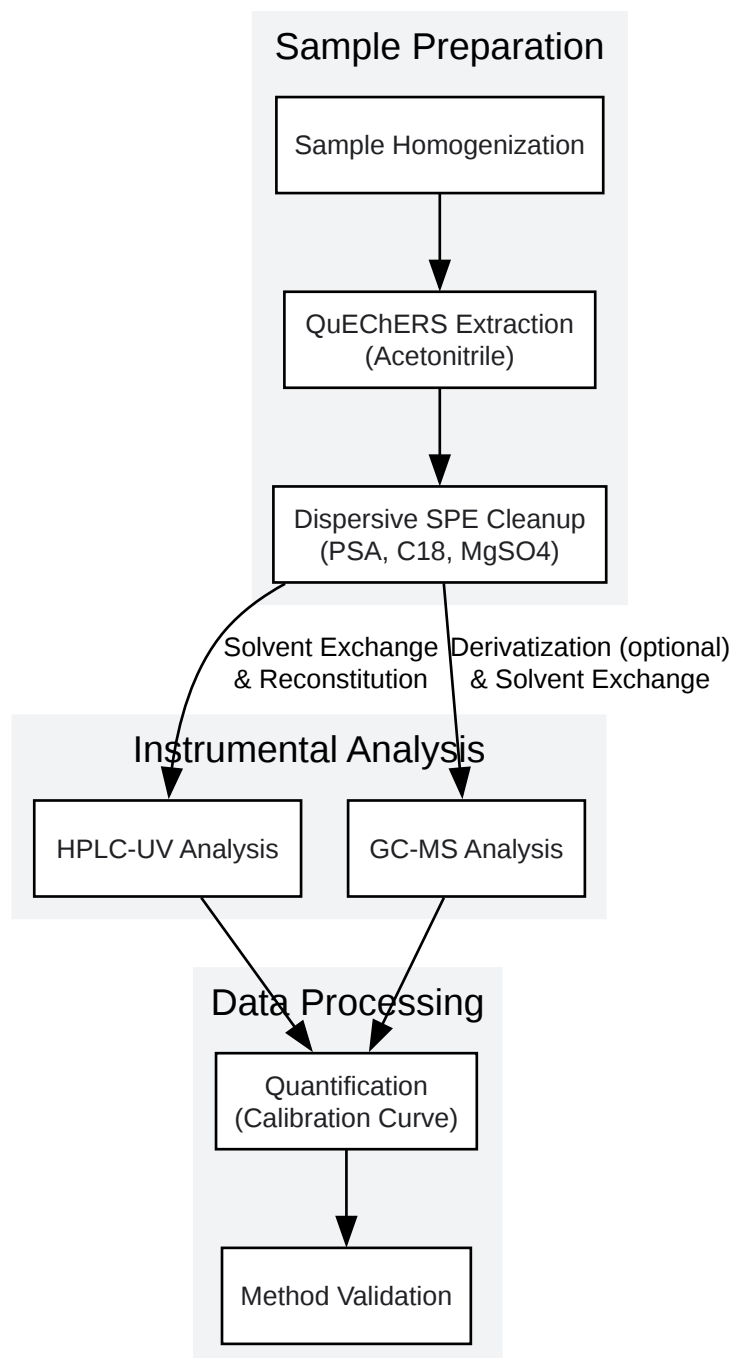 Sample Preparation
Sample Homogenization
QuEChERS Extraction
(Acetonitrile)
Dispersive SPE Cleanup
(PSA, C18, MgSO4)
Solvent Exchange
& Reconstitution
Derivatization (optional)
& Solvent Exchange
Instrumental Analysis
HPLC-UV Analysis
GC-MS Analysis
Data Processing
Quantification
(Calibration Curve)
Method Validation